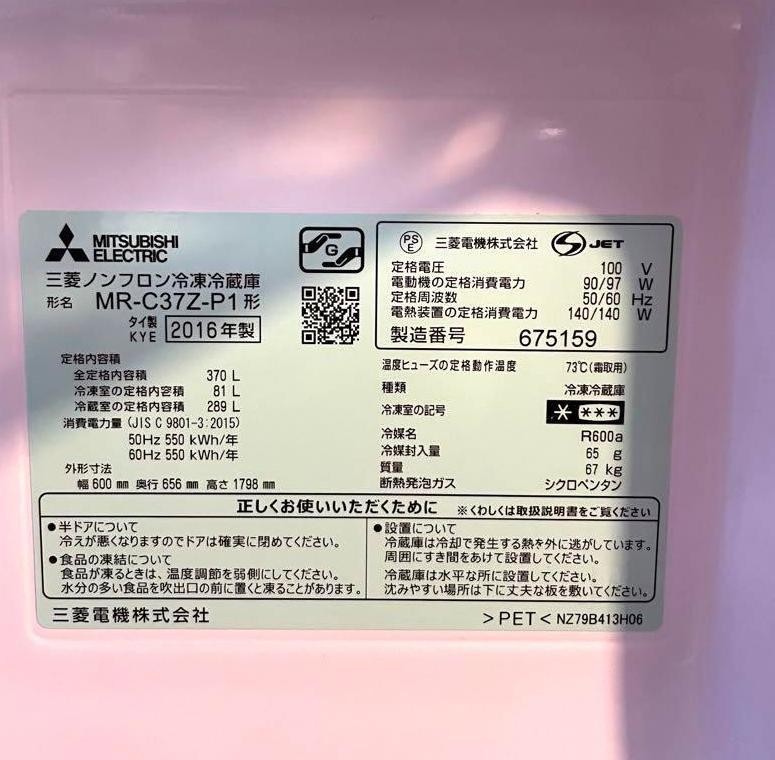 MITSUBISHI
ELECTRIC
三菱ノンフロン冷凍冷蔵庫
形名 MR-C37Z-P1形
タイ製
KYE 2016年製
G
定格内容積
全定格内容積 370 L
冷凍室の定格内容積 81 L
冷蔵室の定格内容積 289 L
消費電力量(JIS C 9801-3:2015)
50Hz 550 kWh/年
60Hz 550 kWh/年
外形寸法
幅 600 mm 奥行 656 mm 高さ 1798 mm
PS
E 三菱電機株式会社 JET
定格電圧 100 V
電動機の定格消費電力 90/97 W
定格周波数 50/60 Hz
電熱装置の定格消費電力 140/140 W
製造番号 675159
温度ヒューズの定格動作温度 73℃(霜取用)
種類 冷凍冷蔵庫
冷凍室の記号 * ***
冷媒名 R600a
冷媒封入量 65 g
質量 67 kg
断熱発泡ガス シクロペンタン
正しくお使いいただくために ※くわしくは取扱説明書をご覧ください
●半ドアについて
冷えが悪くなりますのでドアは確実に閉めてください。
●食品の凍結について
食品が凍るときは、温度調節を弱側にしてください。
水分の多い食品を吹出口の前に置くと凍ることがあります。
●設置について
冷蔵庫は冷却で発生する熱を外に逃がしています。
周囲にすき間をあけて設置してください。
冷蔵庫は水平な所に設置してください。
沈みやすい場所は下に丈夫な板を敷いてください。
三菱電機株式会社
>PET< NZ79B413H06